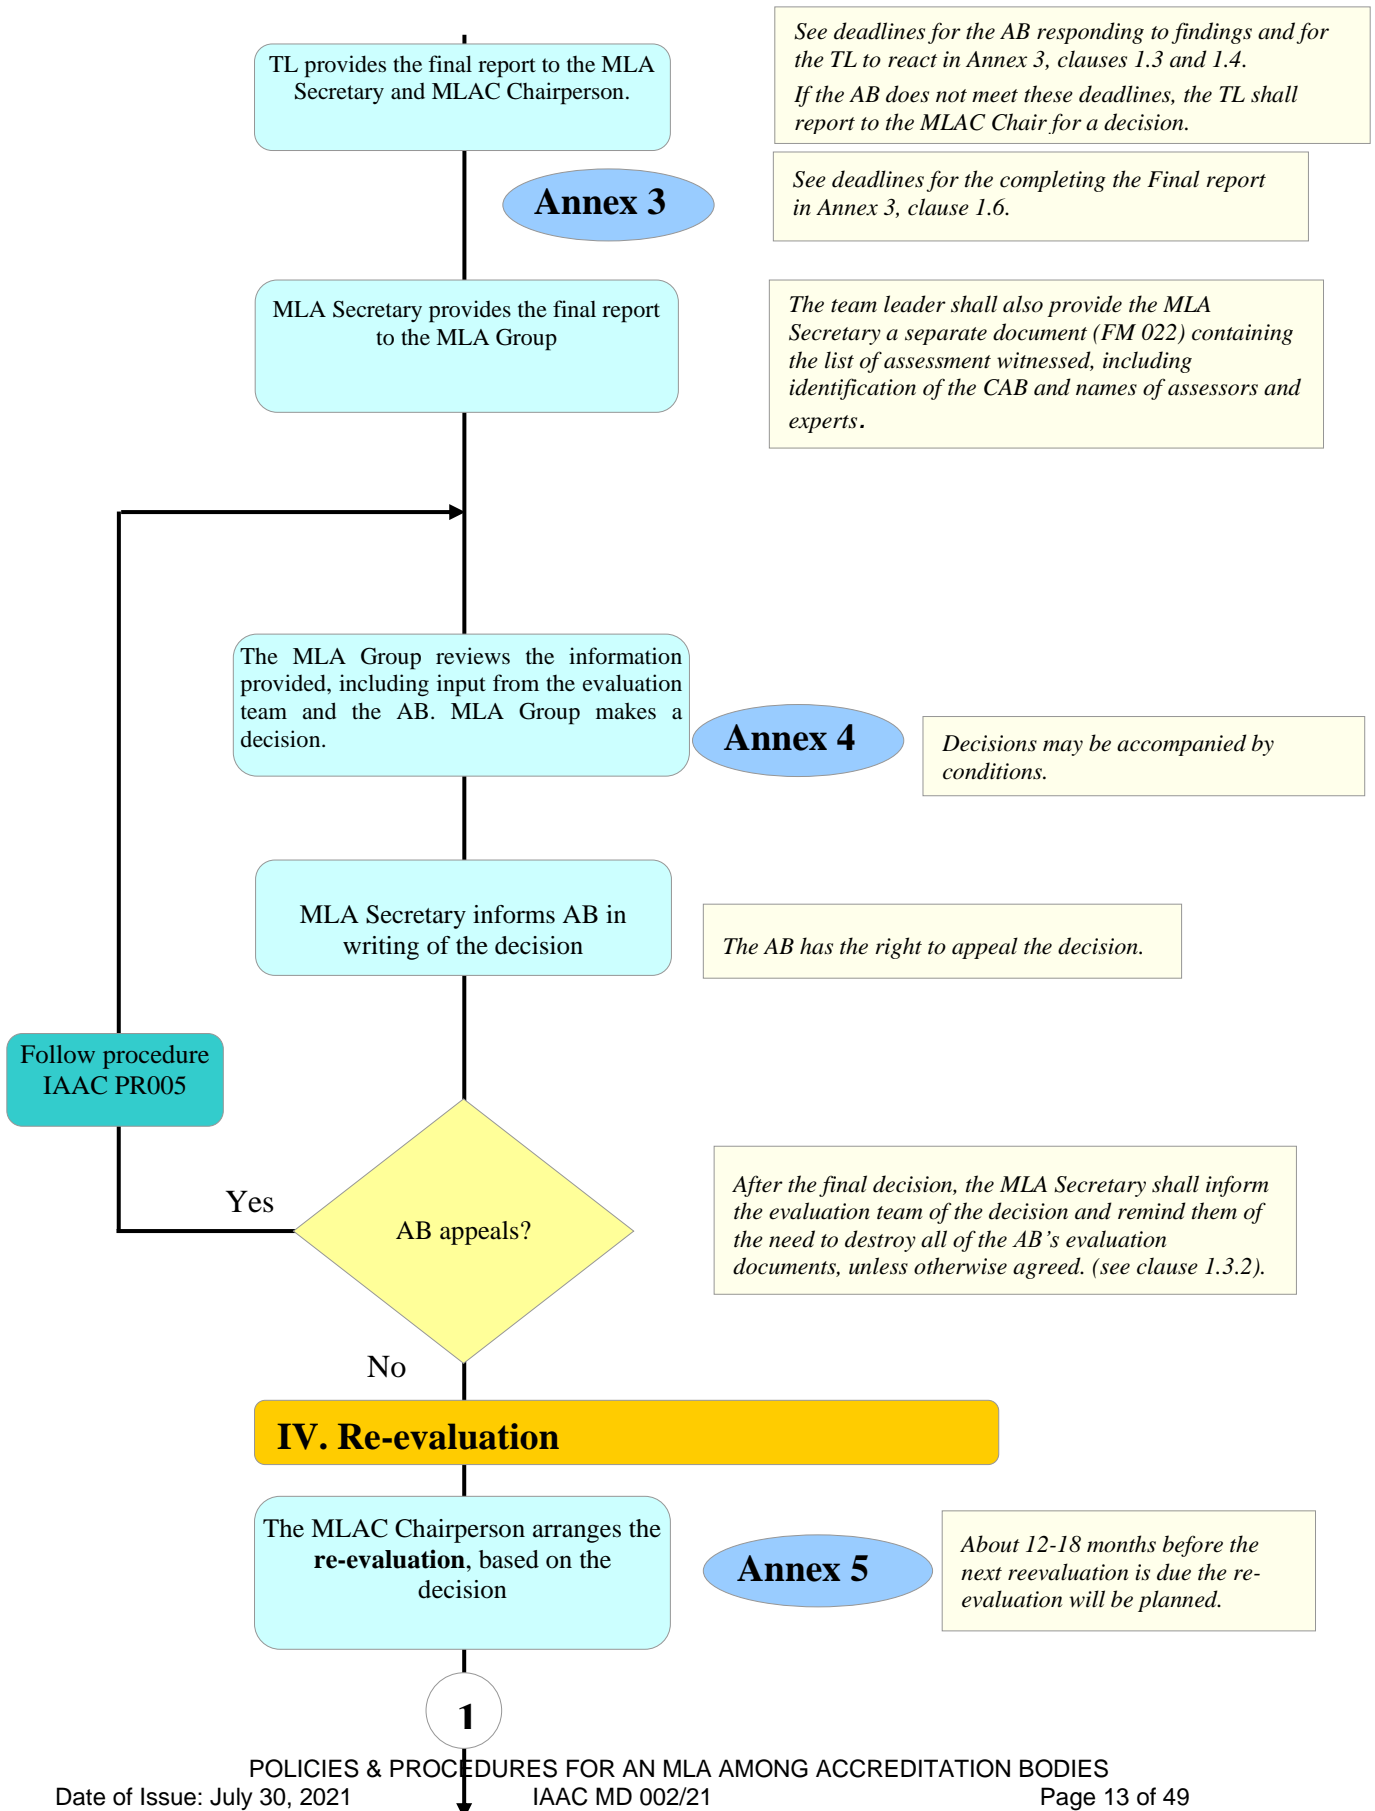 TL provides the final report to the MLA
Secretary and MLAC Chairperson.
See deadlines for the AB responding to findings and for
the TL to react in Annex 3, clauses 1.3 and 1.4.
If the AB does not meet these deadlines, the TL shall
report to the MLAC Chair for a decision.
Annex 3
See deadlines for the completing the Final report
in Annex 3, clause 1.6.
MLA Secretary provides the final report
to the MLA Group
The team leader shall also provide the MLA
Secretary a separate document (FM 022) containing
the list of assessment witnessed, including
identification of the CAB and names of assessors and
experts.
The MLA Group reviews the information
provided, including input from the evaluation
team and the AB. MLA Group makes a
decision.
Annex 4
Decisions may be accompanied by
conditions.
MLA Secretary informs AB in
writing of the decision
The AB has the right to appeal the decision.
Follow procedure
IAAC PR005
Yes
AB appeals?
After the final decision, the MLA Secretary shall inform
the evaluation team of the decision and remind them of
the need to destroy all of the AB's evaluation
documents, unless otherwise agreed. (see clause 1.3.2).
No
IV. Re-evaluation
The MLAC Chairperson arranges the
re-evaluation, based on the
decision
Annex 5
About 12-18 months before the
next reevaluation is due the re-
evaluation will be planned.
1
POLICIES & PROCEDURES FOR AN MLA AMONG ACCREDITATION BODIES
Date of Issue: July 30, 2021 IAAC MD 002/21 Page 13 of 49